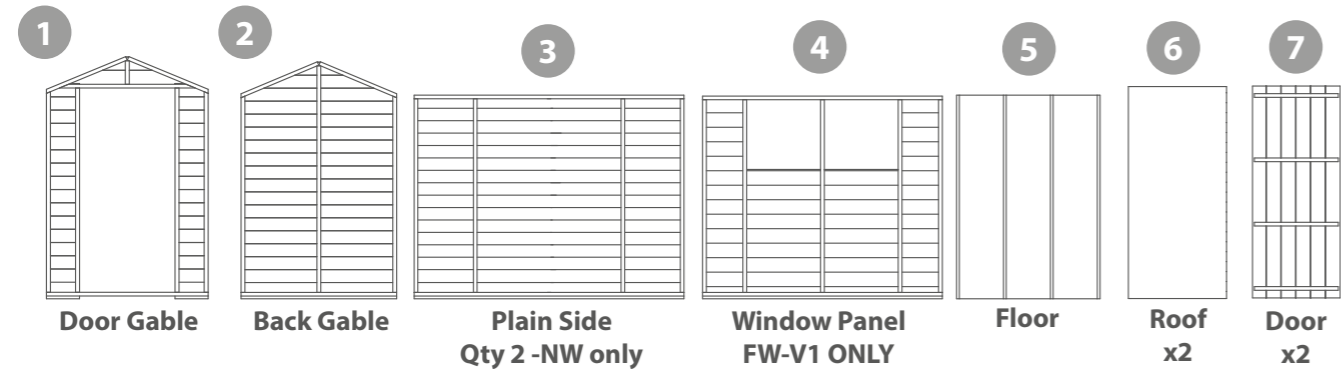 1
2
3
4
5
6
7
Door Gable
Back Gable
Plain Side
Qty 2 -NW only
Window Panel
FW-V1 ONLY
Floor
Roof
x2
Door
x2